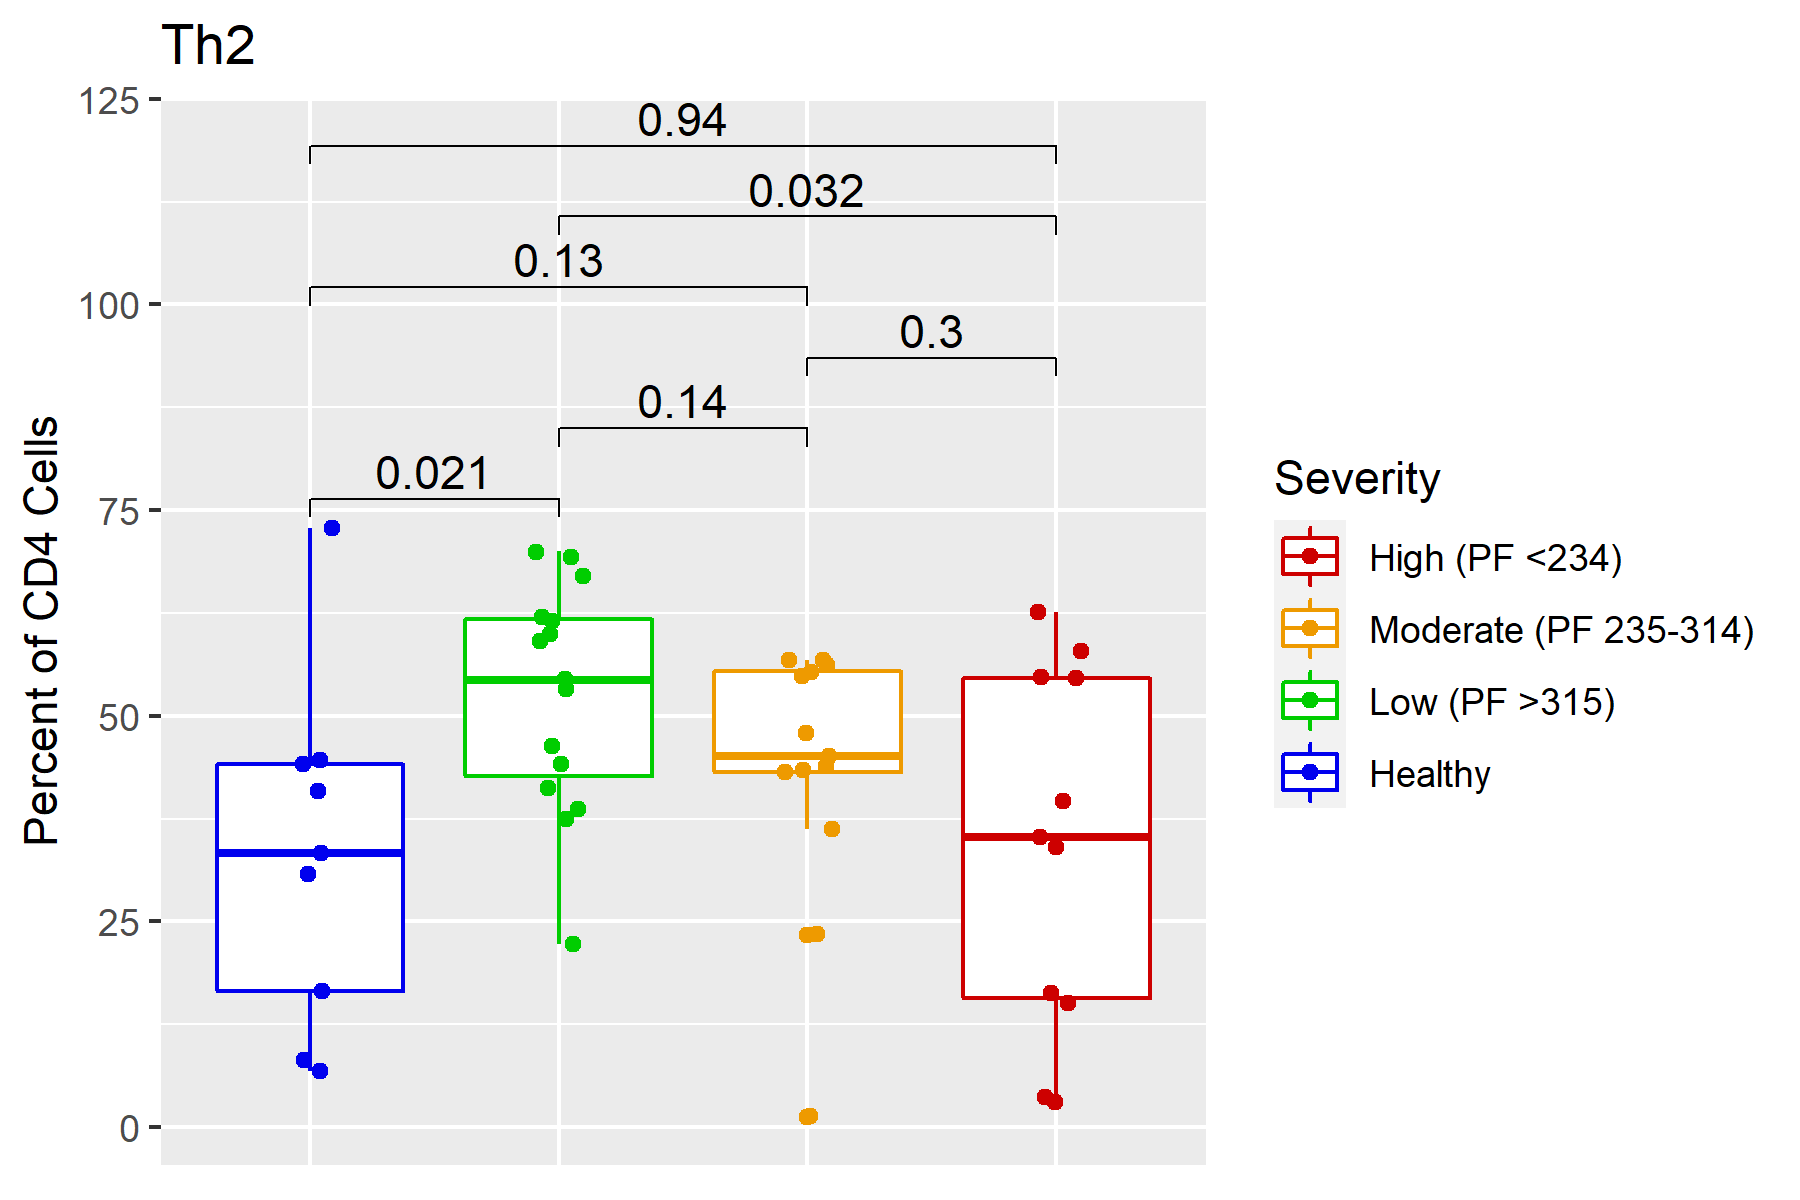 Th2
125
0.94
0.032
0.13
100
0.3
0.14
0.021
75
50
25
0
Percent of CD4 Cells
Severity
High (PF <234)
Moderate (PF 235-314)
Low (PF >315)
Healthy